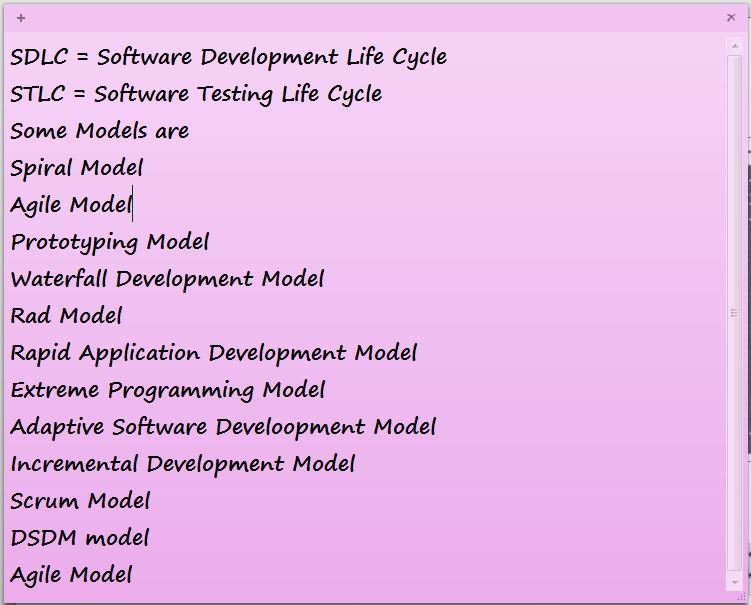 SDLC = Software Development Life Cycle
STLC = Software Testing Life Cycle
Some Models are
Spiral Model
Agile Model
Prototyping Model
Waterfall Development Model
Rad Model
Rapid Application Development Model
Extreme Programming Model
Adaptive Software Develoopment Model
Incremental Development Model
Scrum Model
DSDM model
Agile Model